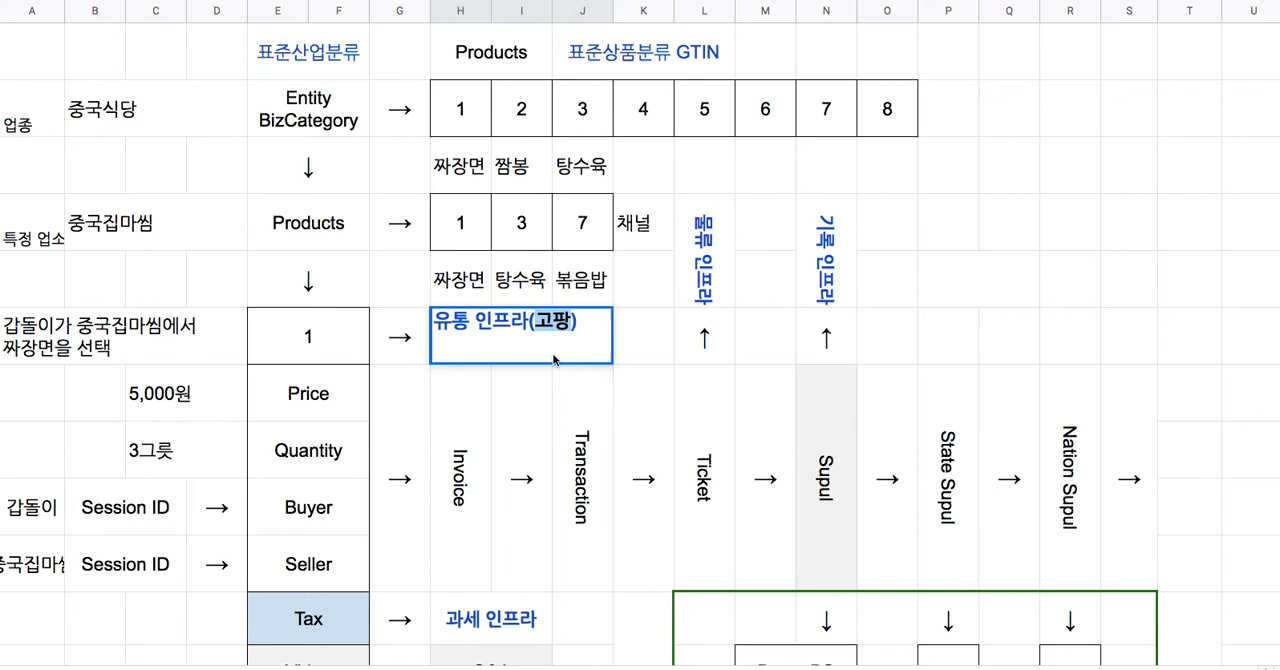 A B C D E F G H I J K L M N O P Q R S T U
표준산업분류 Products 표준상품분류 GTIN
업종 중국식당 Entity BizCategory → 1 2 3 4 5 6 7 8
↓ 짜장면 짬뽕 탕수육
특정 업소 중국집마씸 Products → 1 3 7 채널
물류 인프라
기록 인프라
↓ 짜장면 탕수육 볶음밥
갑돌이가 중국집마씸에서
짜장면을 선택
1 → 유통 인프라(고팡) ↑ ↑
5,000원 Price
3그릇 Quantity
→ Invoice → Transaction → Ticket → Supul → State Supul → Nation Supul →
갑돌이 Session ID → Buyer
중국집마씸 Session ID → Seller
Tax → 과세 인프라 ↓ ↓ ↓